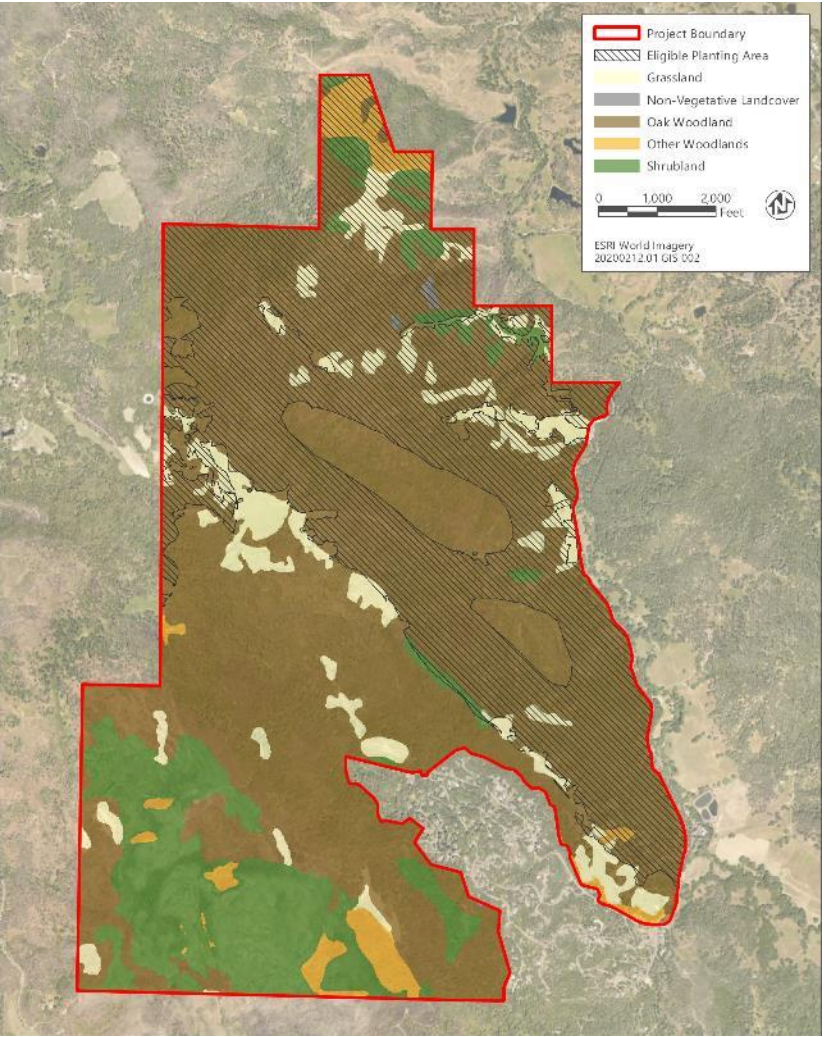 Project Boundary
Eligible Planting Area
Grassland
Non-Vegetative Landcover
Oak Woodland
Other Woodlands
Shrubland
0 1,000 2,000
Feet
N
ESRI World Imagery
20200212.01 GIS 002